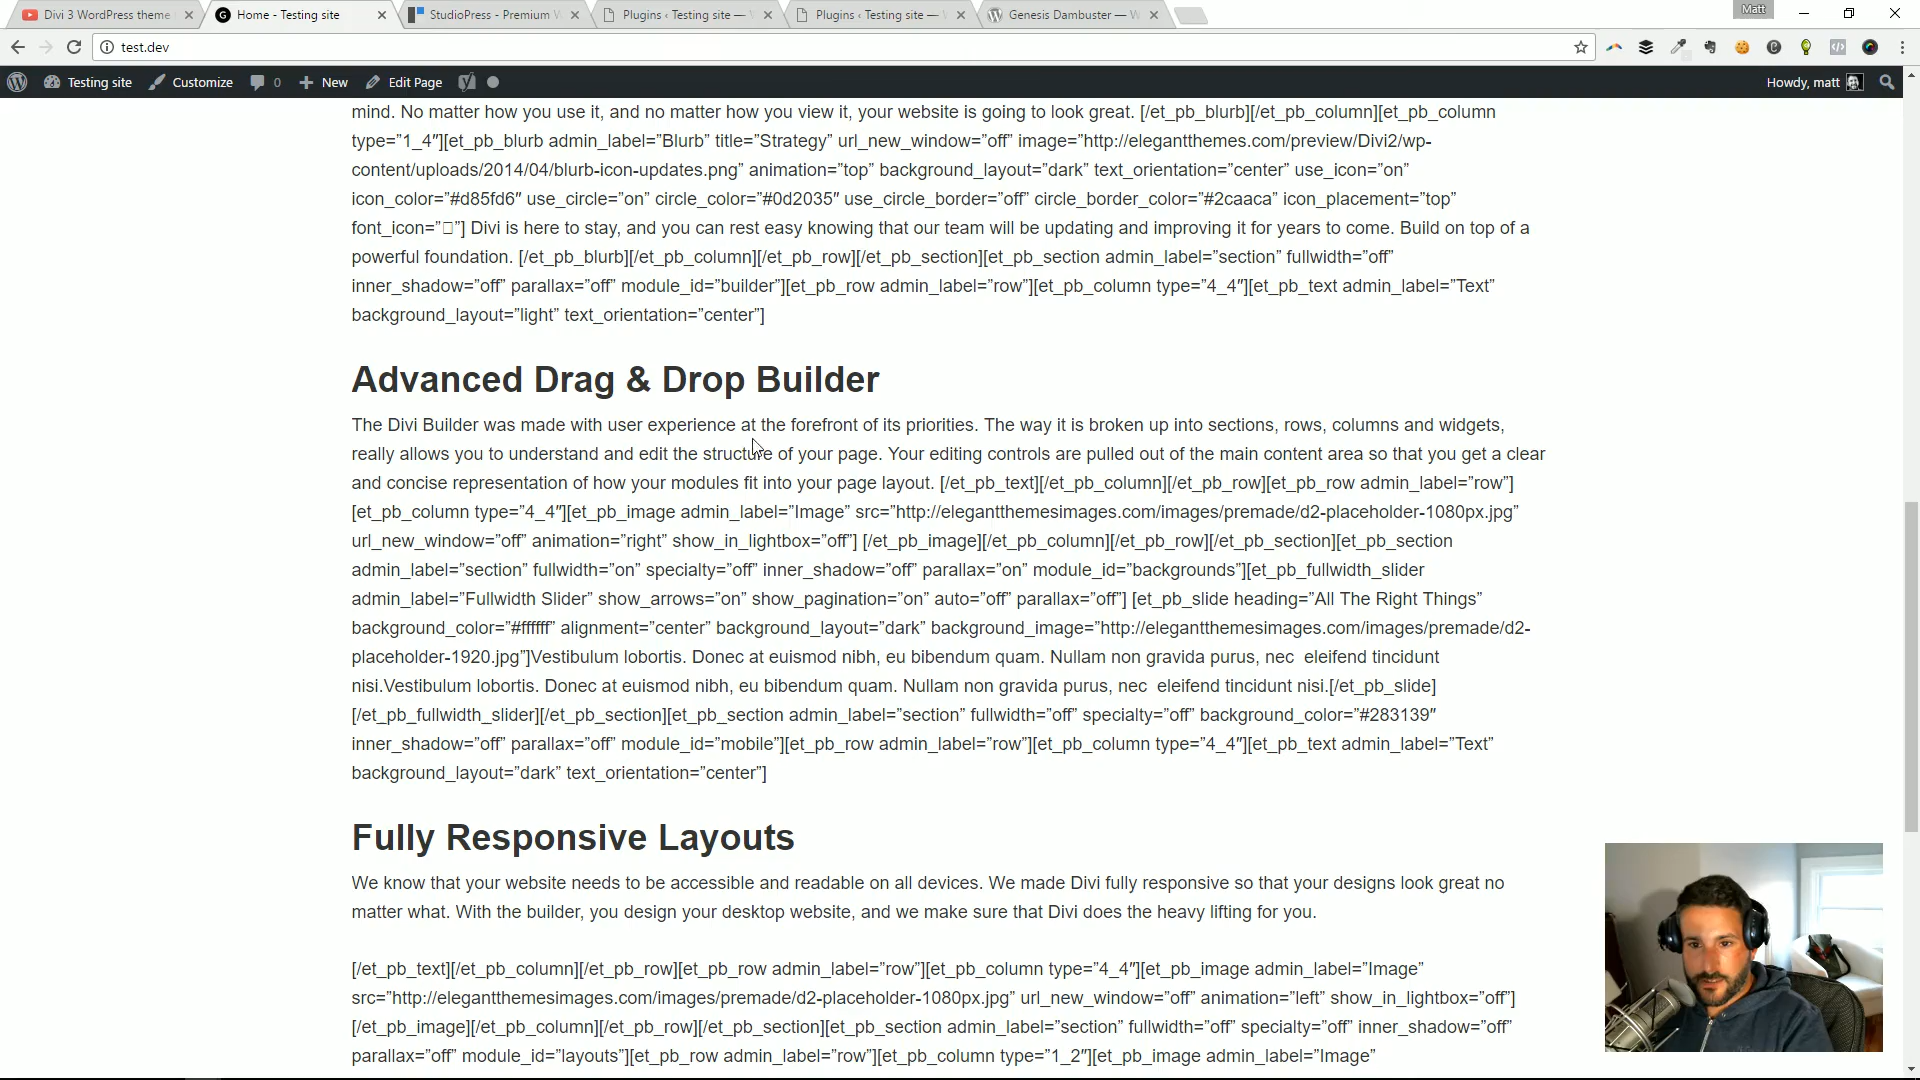 Divi 3 WordPress theme
Home - Testing site
StudioPress - Premium W
Plugins ‹ Testing site —
Plugins ‹ Testing site —
Genesis Dambuster — W
Matt
test.dev
Testing site
Customize
0
New
Edit Page
Howdy, matt
mind. No matter how you use it, and no matter how you view it, your website is going to look great. [/et_pb_blurb][/et_pb_column][et_pb_column
type=”1_4″][et_pb_blurb admin_label=”Blurb” title=”Strategy” url_new_window=”off” image=”http://elegantthemes.com/preview/Divi2/wp-
content/uploads/2014/04/blurb-icon-updates.png” animation=”top” background_layout=”dark” text_orientation=”center” use_icon=”on”
icon_color=”#d85fd6″ use_circle=”on” circle_color=”#0d2035″ use_circle_border=”off” circle_border_color=”#2caaca” icon_placement=”top”
font_icon=””] Divi is here to stay, and you can rest easy knowing that our team will be updating and improving it for years to come. Build on top of a
powerful foundation. [/et_pb_blurb][/et_pb_column][/et_pb_row][/et_pb_section][et_pb_section admin_label=”section” fullwidth=”off”
inner_shadow=”off” parallax=”off” module_id=”builder”][et_pb_row admin_label=”row”][et_pb_column type=”4_4″][et_pb_text admin_label=”Text”
background_layout=”light” text_orientation=”center”]
Advanced Drag & Drop Builder
The Divi Builder was made with user experience at the forefront of its priorities. The way it is broken up into sections, rows, columns and widgets,
really allows you to understand and edit the structure of your page. Your editing controls are pulled out of the main content area so that you get a clear
and concise representation of how your modules fit into your page layout. [/et_pb_text][/et_pb_column][/et_pb_row][et_pb_row admin_label=”row”]
[et_pb_column type=”4_4″][et_pb_image admin_label=”Image” src=”http://elegantthemesimages.com/images/premade/d2-placeholder-1080px.jpg”
url_new_window=”off” animation=”right” show_in_lightbox=”off”] [/et_pb_image][/et_pb_column][/et_pb_row][/et_pb_section][et_pb_section
admin_label=”section” fullwidth=”on” specialty=”off” inner_shadow=”off” parallax=”on” module_id=”backgrounds”][et_pb_fullwidth_slider
admin_label=”Fullwidth Slider” show_arrows=”on” show_pagination=”on” auto=”off” parallax=”off”] [et_pb_slide heading=”All The Right Things”
background_color=”#ffffff” alignment=”center” background_layout=”dark” background_image=”http://elegantthemesimages.com/images/premade/d2-
placeholder-1920.jpg”]Vestibulum lobortis. Donec at euismod nibh, eu bibendum quam. Nullam non gravida purus, nec  eleifend tincidunt
nisi.Vestibulum lobortis. Donec at euismod nibh, eu bibendum quam. Nullam non gravida purus, nec  eleifend tincidunt nisi.[/et_pb_slide]
[/et_pb_fullwidth_slider][/et_pb_section][et_pb_section admin_label=”section” fullwidth=”off” specialty=”off” background_color=”#283139″
inner_shadow=”off” parallax=”off” module_id=”mobile”][et_pb_row admin_label=”row”][et_pb_column type=”4_4″][et_pb_text admin_label=”Text”
background_layout=”dark” text_orientation=”center”]
Fully Responsive Layouts
We know that your website needs to be accessible and readable on all devices. We made Divi fully responsive so that your designs look great no
matter what. With the builder, you design your desktop website, and we make sure that Divi does the heavy lifting for you.
[/et_pb_text][/et_pb_column][/et_pb_row][et_pb_row admin_label=”row”][et_pb_column type=”4_4″][et_pb_image admin_label=”Image”
src=”http://elegantthemesimages.com/images/premade/d2-placeholder-1080px.jpg” url_new_window=”off” animation=”left” show_in_lightbox=”off”]
[/et_pb_image][/et_pb_column][/et_pb_row][/et_pb_section][et_pb_section admin_label=”section” fullwidth=”off” specialty=”off” inner_shadow=”off”
parallax=”off” module_id=”layouts”][et_pb_row admin_label=”row”][et_pb_column type=”1_2″][et_pb_image admin_label=”Image”